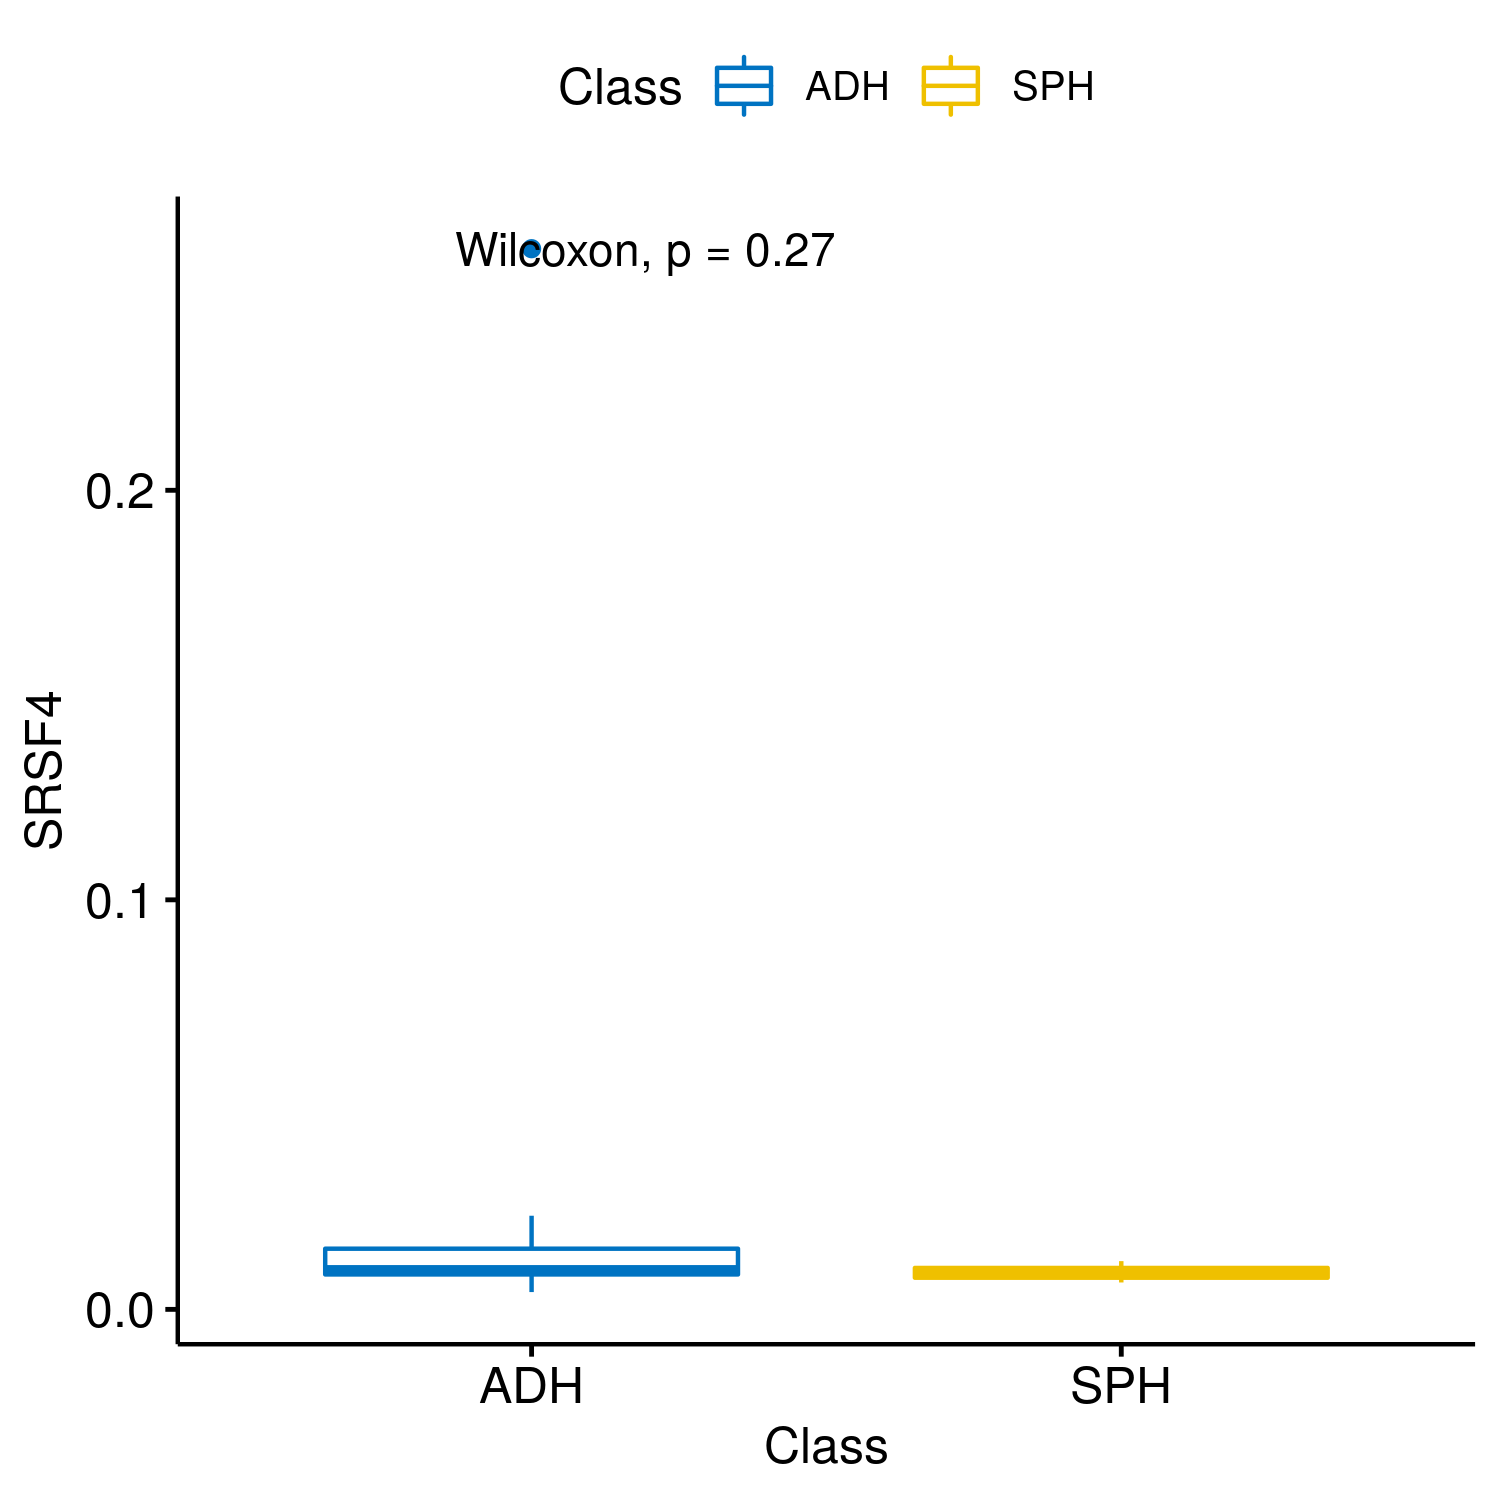 Class ADH SPH
Wilcoxon, p = 0.27
0.2
0.1
0.0
SRSF4
ADH SPH
Class